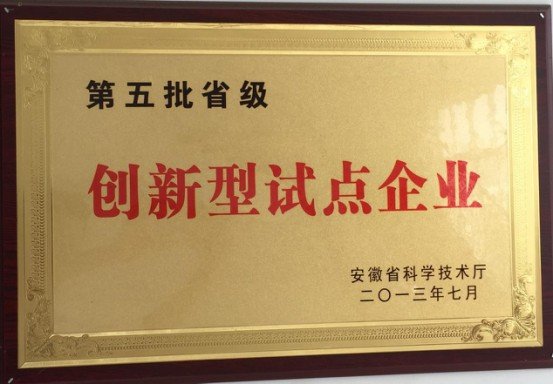 第五批省级
创新型试点企业
安徽省科学技术厅
二〇一三年七月